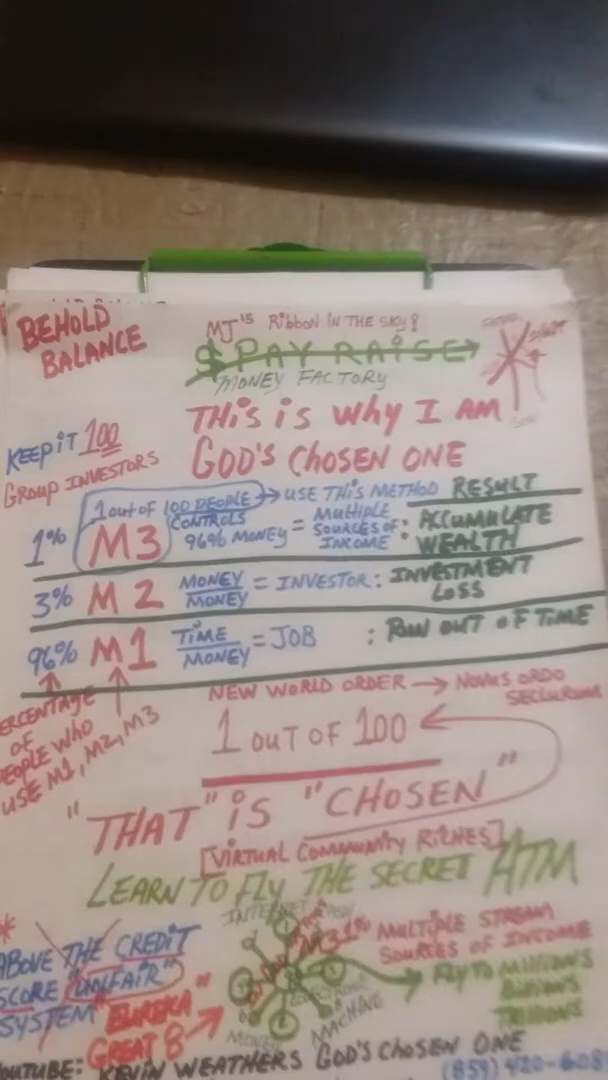 BEHOLD
BALANCE
MJ'S RIBBON IN THE SKY?
$ PAY RAISE
MONEY FACTORY
SPIRIT
KEEP IT 100
GROUP INVESTORS
THIS IS WHY I AM
GOD'S CHOSEN ONE
1% M3
1 OUT OF 100 PEOPLE → USE THIS METHOD RESULT
CONTROLS
96% MONEY = MULTIPLE
SOURCES OF
INCOME : ACCUMULATE
WEALTH
3% M2 MONEY
MONEY = INVESTOR : INVESTMENT
LOSS
96% M1 TIME
MONEY = JOB : RUN OUT OF TIME
PERCENTAGE
OF
PEOPLE WHO
USE M1, M2, M3
NEW WORLD ORDER → NOVUS ORDO
SECLORUM
1 OUT OF 100
"THAT" is "CHOSEN"
[VIRTUAL COMMUNITY RICHES]
LEARN TO FLY THE SECRET ATM
ABOVE THE CREDIT
SCORE "UNFAIR"
SYSTEM
"EUREKA"
GREAT 8
INTERNET
M3 1%
MONEY
MACHINE
MULTIPLE STREAM
SOURCES OF INCOME
FLY TO MILLIONS
BILLIONS
TRILLIONS
YOUTUBE: KEVIN WEATHERS GOD'S CHOSEN ONE